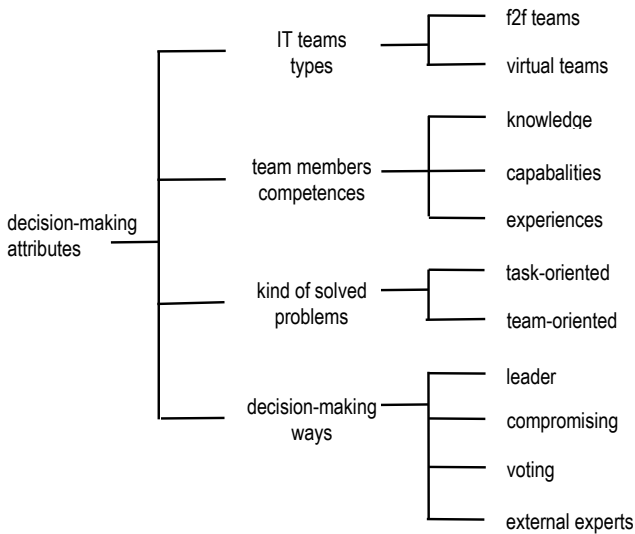 decision-making
attributes
IT teams
types
f2f teams
virtual teams
team members
competences
knowledge
capabalities
experiences
kind of solved
problems
task-oriented
team-oriented
decision-making
ways
leader
compromising
voting
external experts